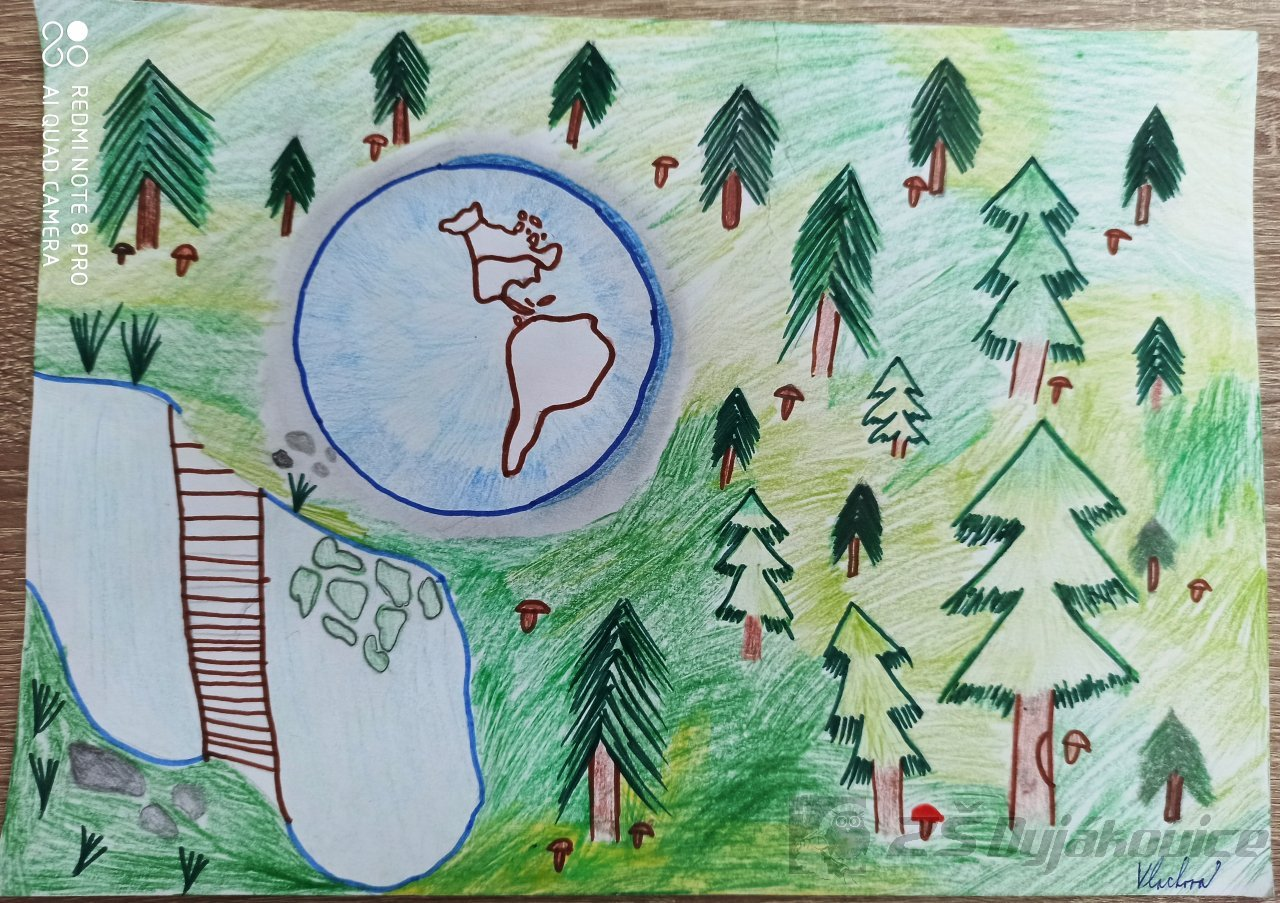 REDMI NOTE 8 PRO
AI QUAD CAMERA
ZŠ Dyjákovice
Vlachová